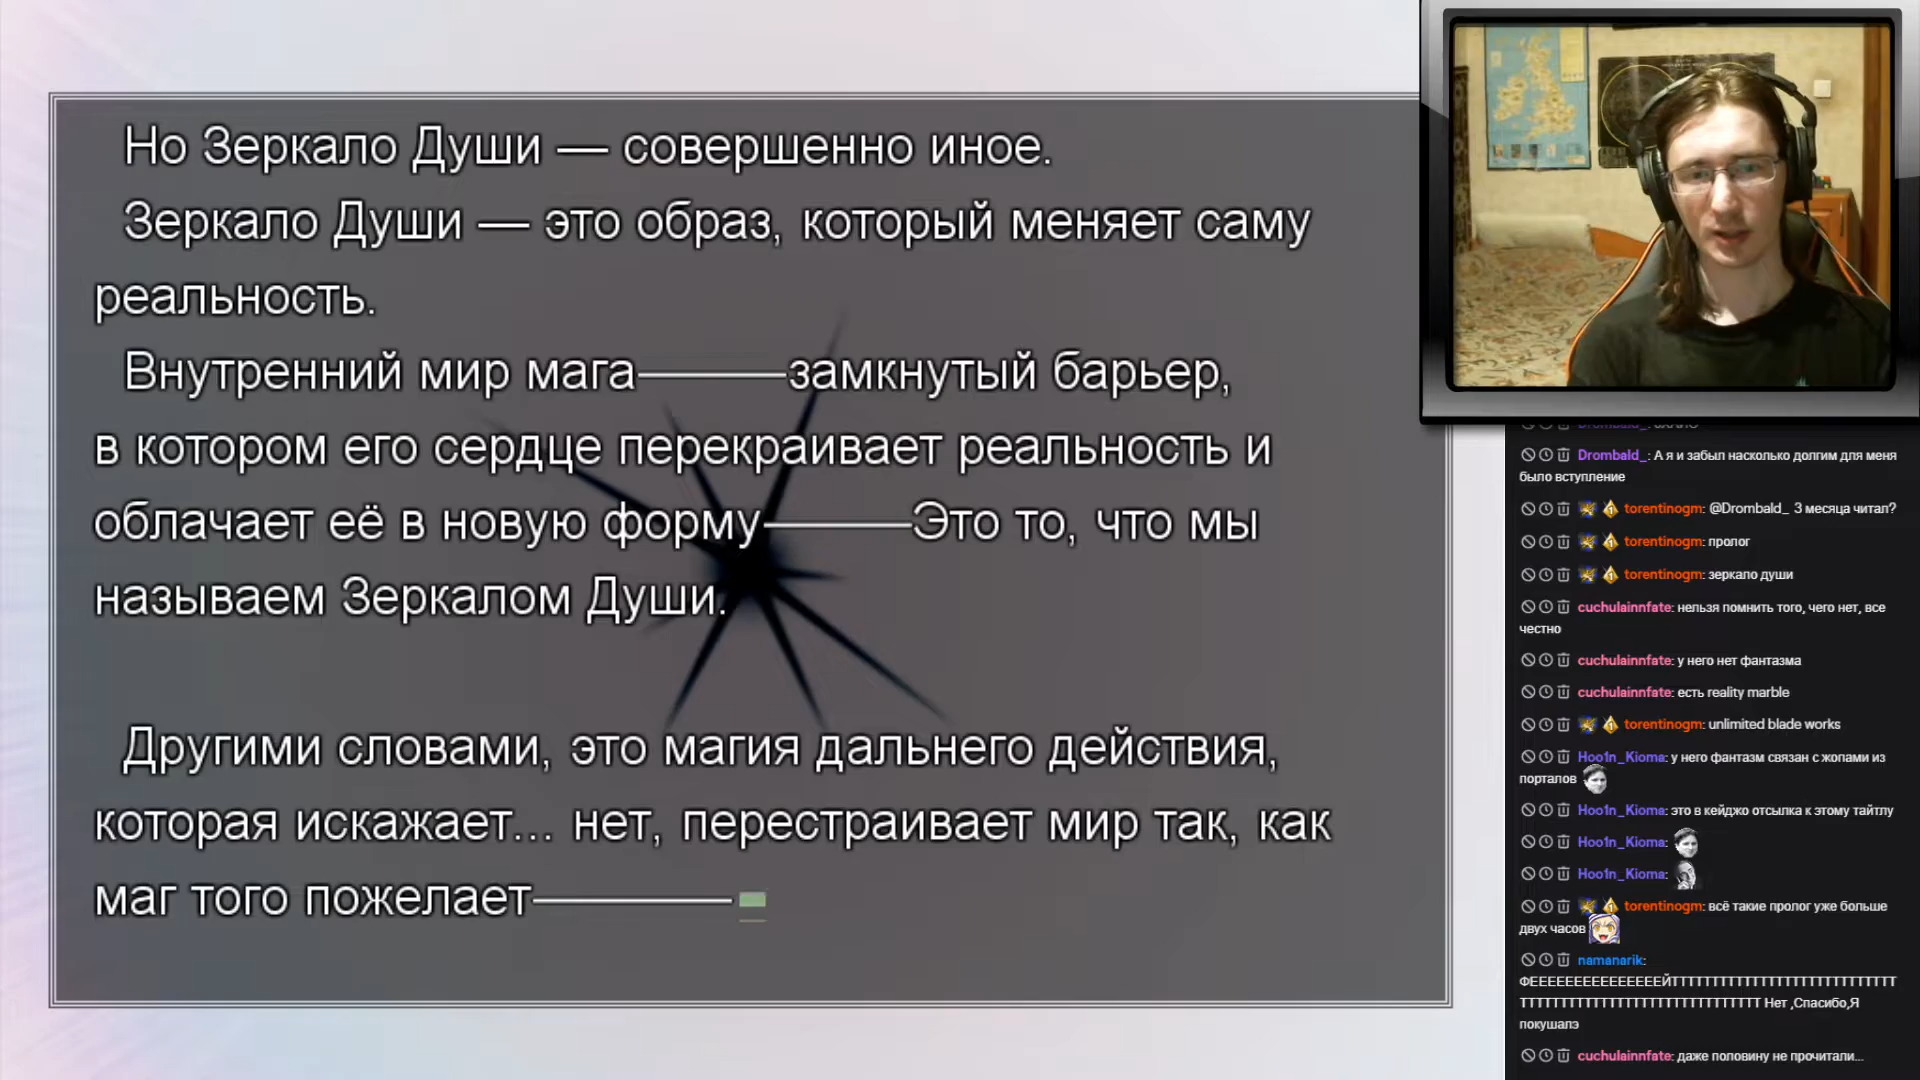 Но Зеркало Души — совершенно иное.
Зеркало Души — это образ, который меняет саму
реальность.
Внутренний мир мага———замкнутый барьер,
в котором его сердце перекраивает реальность и
облачает её в новую форму———Это то, что мы
называем Зеркалом Души.
Другими словами, это магия дальнего действия,
которая искажает... нет, перестраивает мир так, как
маг того пожелает————
Drombald_: А я и забыл насколько долгим для меня
было вступление
torentinogm: @Drombald_ 3 месяца читал?
torentinogm: пролог
torentinogm: зеркало души
cuchulainnfate: нельзя помнить того, чего нет, все
честно
cuchulainnfate: у него нет фантазма
cuchulainnfate: есть reality marble
torentinogm: unlimited blade works
Hoo1n_Kioma: у него фантазм связан с жопами из
порталов
Hoo1n_Kioma: это в кейджо отсылка к этому тайтлу
Hoo1n_Kioma:
Hoo1n_Kioma:
torentinogm: всё такие пролог уже больше
двух часов
namanarik:
ФЕЕЕЕЕЕЕЕЕЕЕЕЕЕЙТТТТТТТТТТТТТТТТТТТТТТТТТТ
ТТТТТТТТТТТТТТТТТТТТТТТТТТТТ Нет ,Спасибо,Я
покушалэ
cuchulainnfate: даже половину не прочитали...